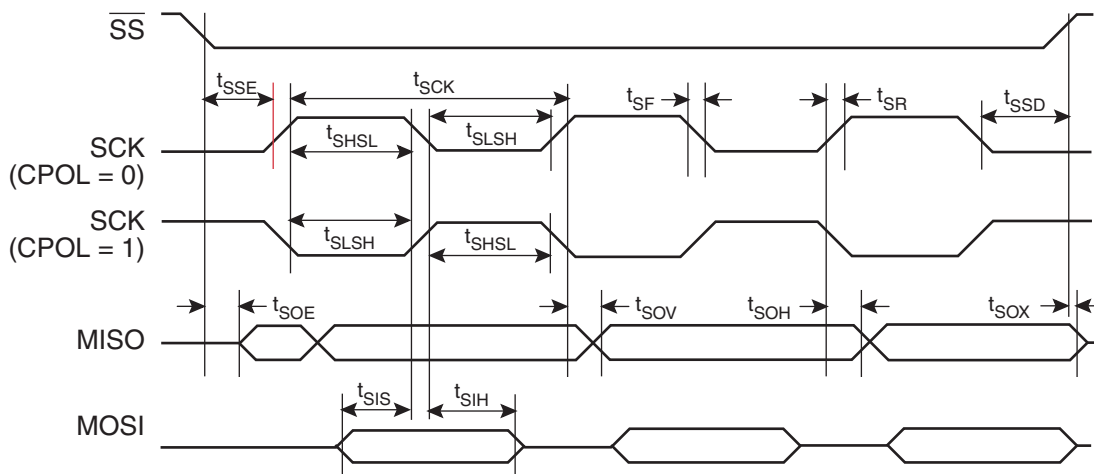 SS
tSSE
tSCK
tSF
tSR
tSSD
SCK
(CPOL = 0)
tSHSL
tSLSH
SCK
(CPOL = 1)
tSLSH
tSHSL
tSOE
tSOV
tSOH
tSOX
MISO
tSIS
tSIH
MOSI